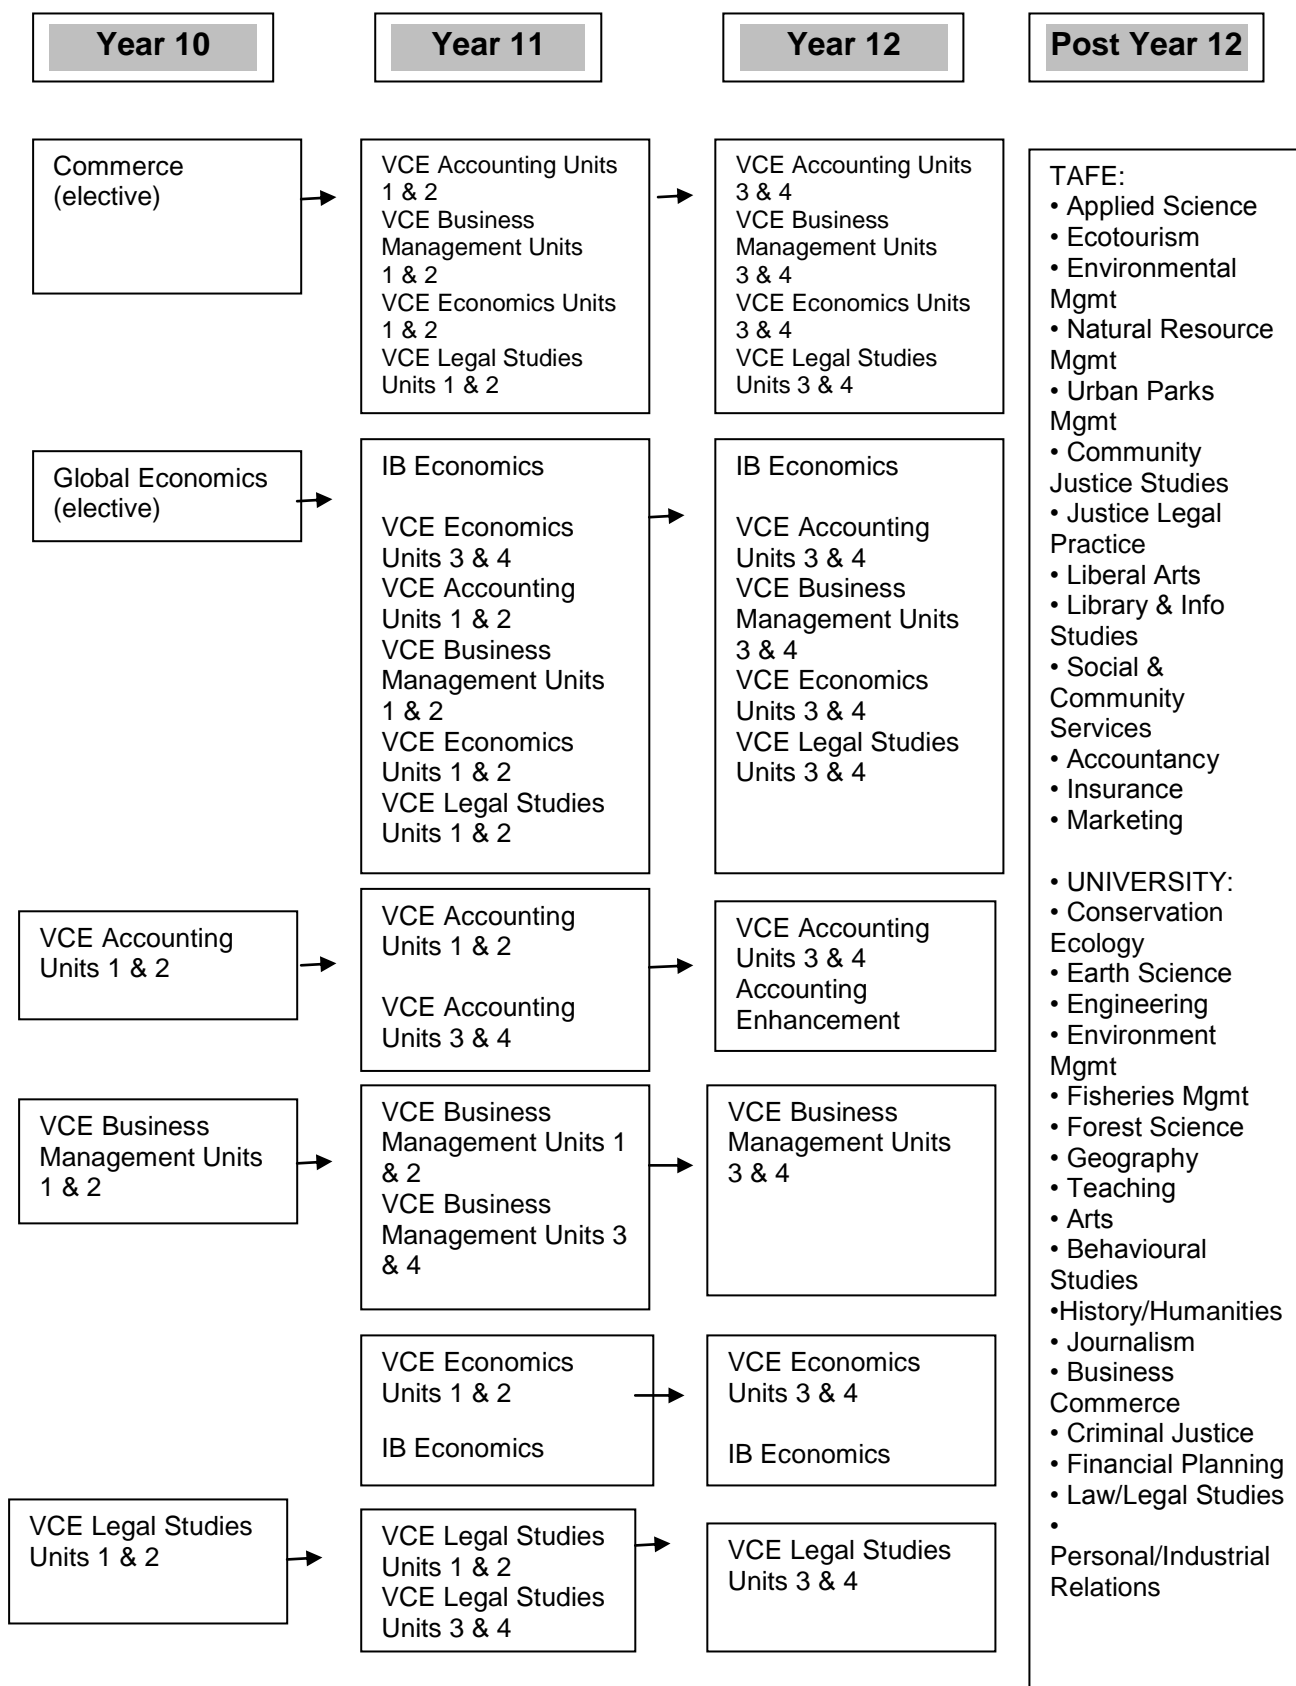 Year 10
Year 11
Year 12
Post Year 12
Commerce
(elective)
VCE Accounting Units
1 & 2
VCE Business
Management Units
1 & 2
VCE Economics Units
1 & 2
VCE Legal Studies
Units 1 & 2
VCE Accounting Units
3 & 4
VCE Business
Management Units
3 & 4
VCE Economics Units
3 & 4
VCE Legal Studies
Units 3 & 4
Global Economics
(elective)
IB Economics
VCE Economics
Units 3 & 4
VCE Accounting
Units 1 & 2
VCE Business
Management Units
1 & 2
VCE Economics
Units 1 & 2
VCE Legal Studies
Units 1 & 2
IB Economics
VCE Accounting
Units 3 & 4
VCE Business
Management Units
3 & 4
VCE Economics
Units 3 & 4
VCE Legal Studies
Units 3 & 4
VCE Accounting
Units 1 & 2
VCE Accounting
Units 1 & 2
VCE Accounting
Units 3 & 4
VCE Accounting
Units 3 & 4
Accounting
Enhancement
VCE Business
Management Units
1 & 2
VCE Business
Management Units 1
& 2
VCE Business
Management Units 3
& 4
VCE Business
Management Units
3 & 4
VCE Economics
Units 1 & 2
IB Economics
VCE Economics
Units 3 & 4
IB Economics
VCE Legal Studies
Units 1 & 2
VCE Legal Studies
Units 1 & 2
VCE Legal Studies
Units 3 & 4
VCE Legal Studies
Units 3 & 4
TAFE:
• Applied Science
• Ecotourism
• Environmental
Mgmt
• Natural Resource
Mgmt
• Urban Parks
Mgmt
• Community
Justice Studies
• Justice Legal
Practice
• Liberal Arts
• Library & Info
Studies
• Social &
Community
Services
• Accountancy
• Insurance
• Marketing
• UNIVERSITY:
• Conservation
Ecology
• Earth Science
• Engineering
• Environment
Mgmt
• Fisheries Mgmt
• Forest Science
• Geography
• Teaching
• Arts
• Behavioural
Studies
•History/Humanities
• Journalism
• Business
Commerce
• Criminal Justice
• Financial Planning
• Law/Legal Studies
•
Personal/Industrial
Relations